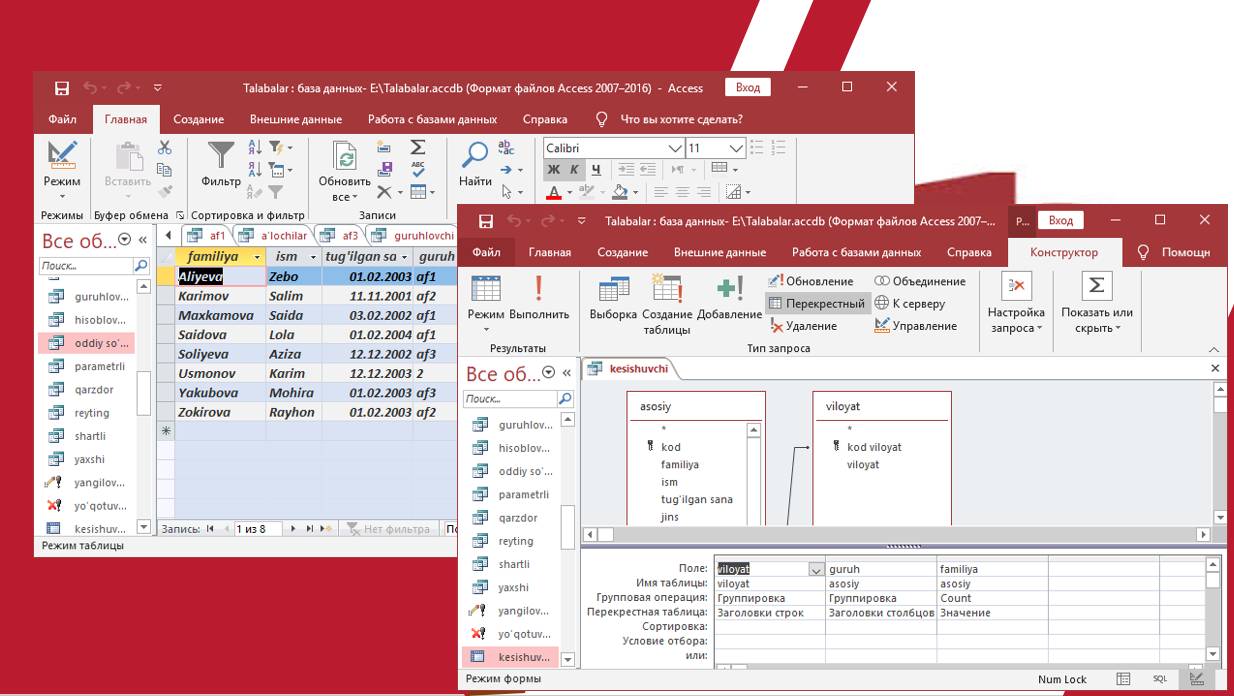 Talabalar : база данных- E:\Talabalar.accdb (Формат файлов Access 2007–2016) - Access Вход
Файл Главная Создание Внешние данные Работа с базами данных Справка Что вы хотите сделать?
Режим
Вставить
Фильтр
Обновить
все
Найти
Calibri 11
Ж К Ч
Режимы Буфер обмена Сортировка и фильтр Записи
Все об...
Поиск...
guruhlov...
hisoblov...
oddiy so'...
parametrli
qarzdor
reyting
shartli
yaxshi
yangilov...
yo'qotuv...
kesishuv...
af1 a'lochilar af3 guruhlovchi
familiya ism tug'ilgan sa guruh
Aliyeva Zebo 01.02.2003 af1
Karimov Salim 11.11.2001 af2
Maxkamova Saida 03.02.2002 af1
Saidova Lola 01.02.2004 af1
Soliyeva Aziza 12.12.2002 af3
Usmonov Karim 12.12.2003 2
Yakubova Mohira 01.02.2003 af3
Zokirova Rayhon 01.02.2003 af2
Запись: 1 из 8 Нет фильтра По
Режим таблицы
Talabalar : база данных- E:\Talabalar.accdb (Формат файлов Access 2007–... Р... Вход
Файл Главная Создание Внешние данные Работа с базами данных Справка Конструктор Помощн
Режим Выполнить
Выборка Создание таблицы Добавление
Обновление
Перекрестный
Удаление
Объединение
К серверу
Управление
Настройка
запроса
Показать или
скрыть
Результаты Тип запроса
Все об...
Поиск...
guruhlov...
hisoblov...
oddiy so'...
parametrli
qarzdor
reyting
shartli
yaxshi
yangilov...
yo'qotuv...
kesishuv...
kesishuvchi
asosiy
*
kod
familiya
ism
tug'ilgan sana
jins
viloyat
*
kod viloyat
viloyat
Поле: viloyat guruh familiya
Имя таблицы: viloyat asosiy asosiy
Групповая операция: Группировка Группировка Count
Перекрестная таблица: Заголовки строк Заголовки столбцов Значение
Сортировка:
Условие отбора:
или:
Режим формы Num Lock SQL